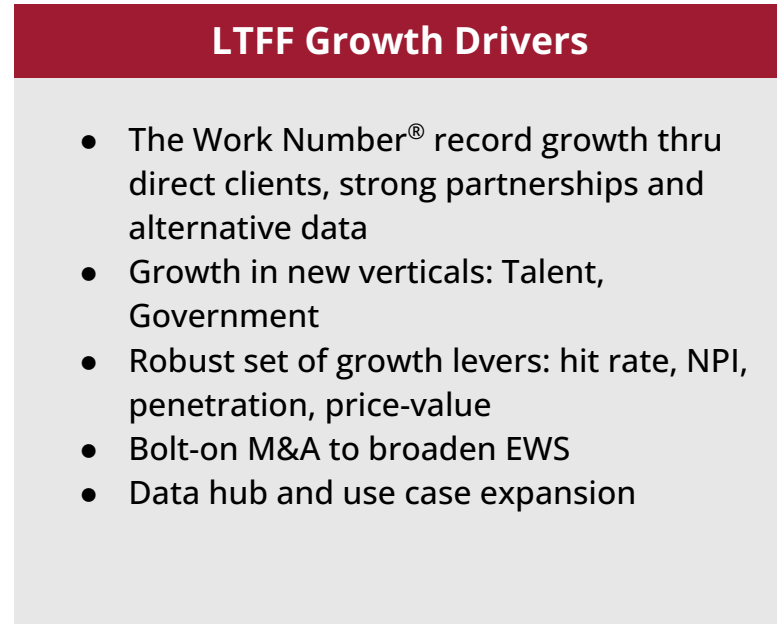 LTFF Growth Drivers
● The Work Number® record growth thru
direct clients, strong partnerships and
alternative data
● Growth in new verticals: Talent,
Government
● Robust set of growth levers: hit rate, NPI,
penetration, price-value
● Bolt-on M&A to broaden EWS
● Data hub and use case expansion